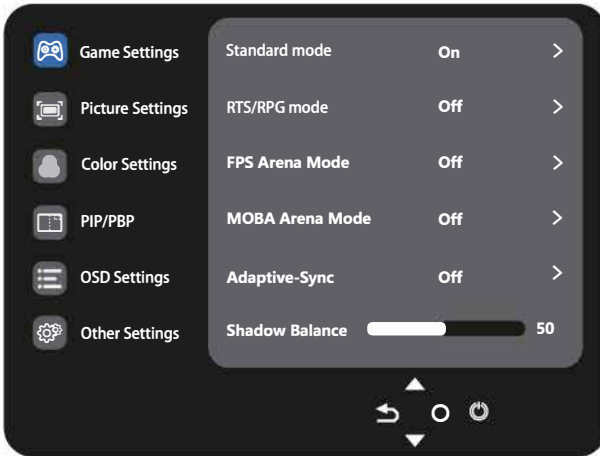 Game Settings
Picture Settings
Color Settings
PIP/PBP
OSD Settings
Other Settings
Standard mode On
RTS/RPG mode Off
FPS Arena Mode Off
MOBA Arena Mode Off
Adaptive-Sync Off
Shadow Balance 50